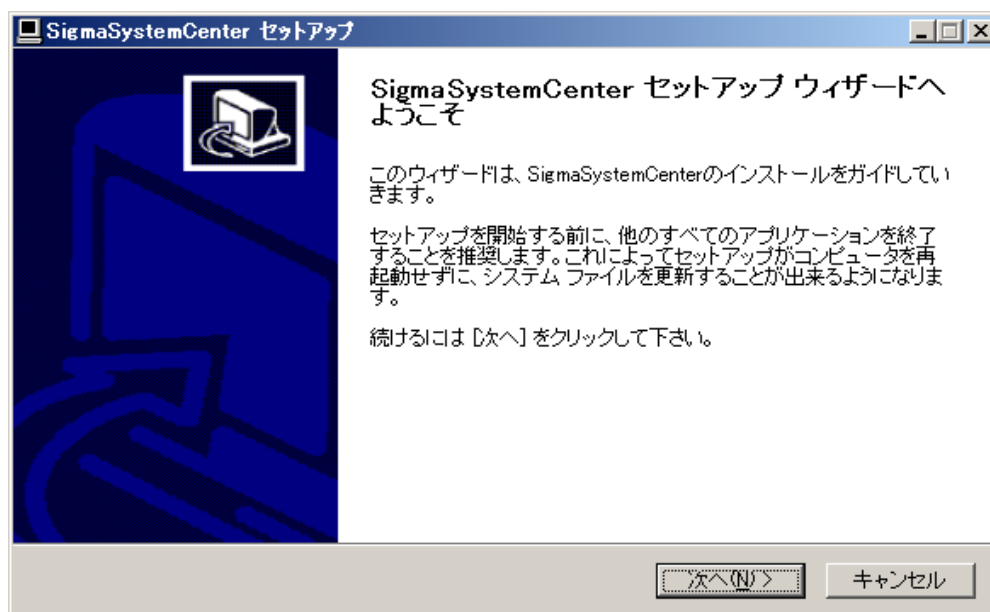 SigmaSystemCenter セットアップ
SigmaSystemCenter セットアップ ウィザードへ
ようこそ
このウィザードは、SigmaSystemCenterのインストールをガイドしてい
きます。
セットアップを開始する前に、他のすべてのアプリケーションを終了
することを推奨します。これによってセットアップがコンピュータを再
起動せずに、システム ファイルを更新することが出来るようになりま
す。
続けるには [次へ] をクリックして下さい。
次へ(N) >
キャンセル